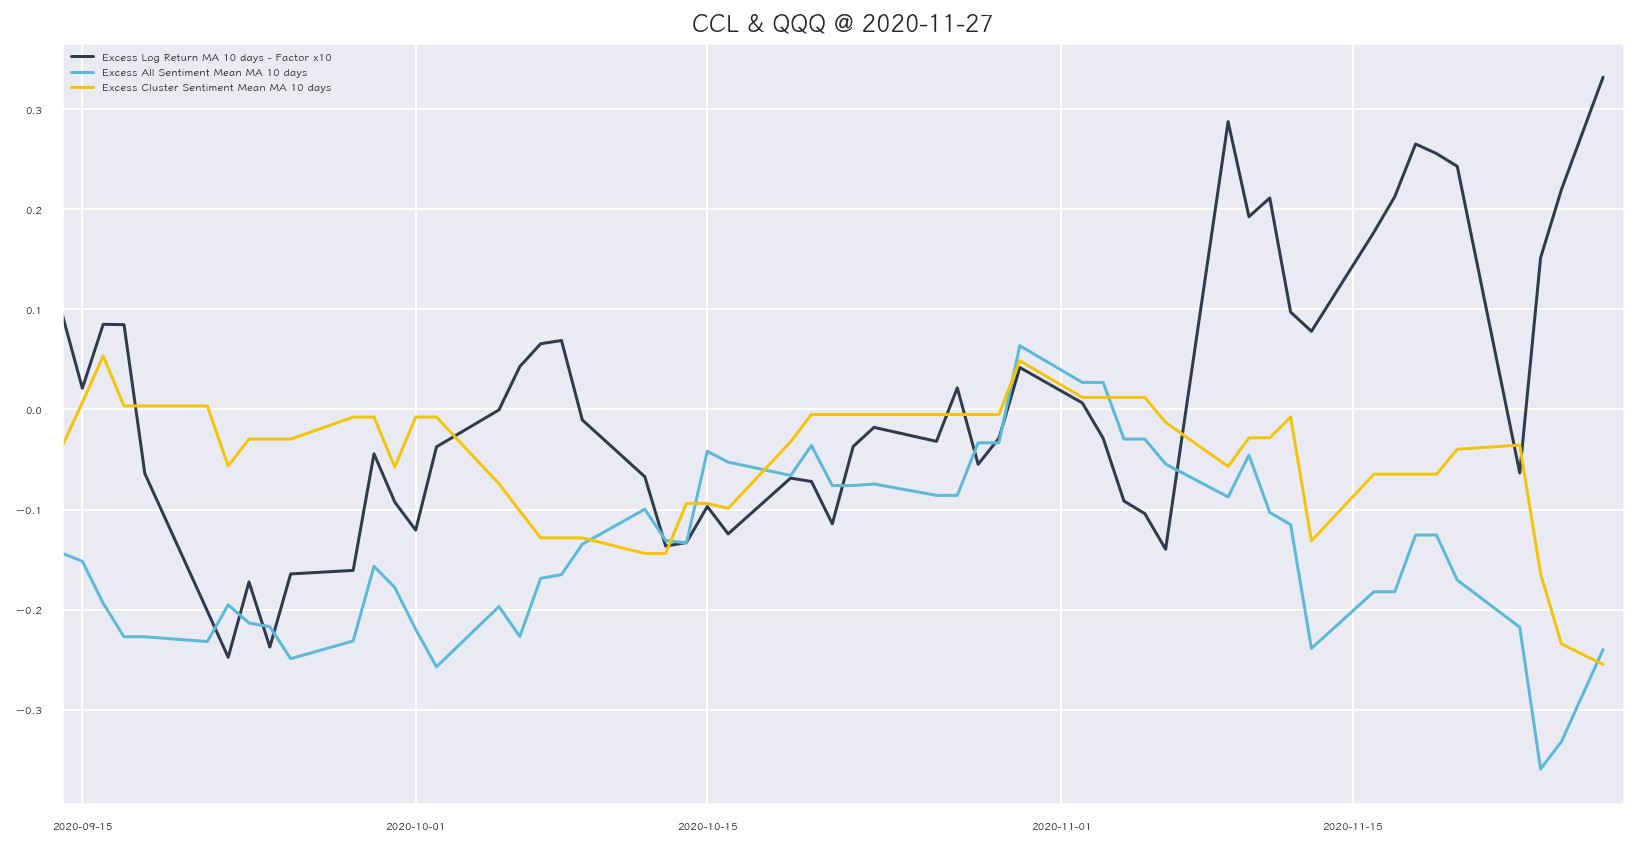 CCL & QQQ @ 2020-11-27
Excess Log Return MA 10 days - Factor x10
Excess All Sentiment Mean MA 10 days
Excess Cluster Sentiment Mean MA 10 days
0.3
0.2
0.1
0.0
−0.1
−0.2
−0.3
2020-09-15 2020-10-01 2020-10-15 2020-11-01 2020-11-15